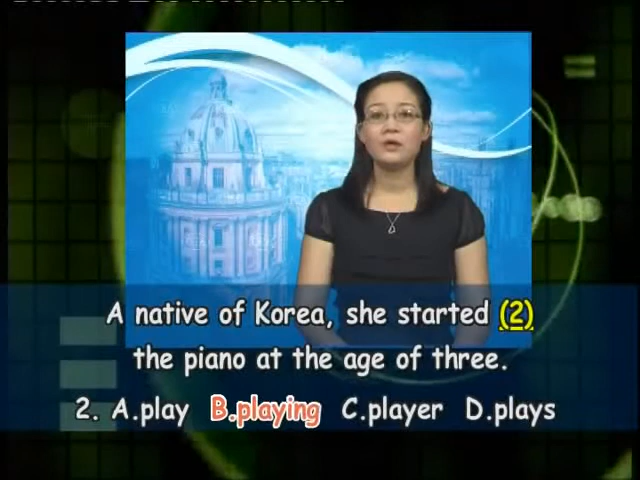 A native of Korea, she started (2)
the piano at the age of three.
2. A.play B.playing C.player D.plays